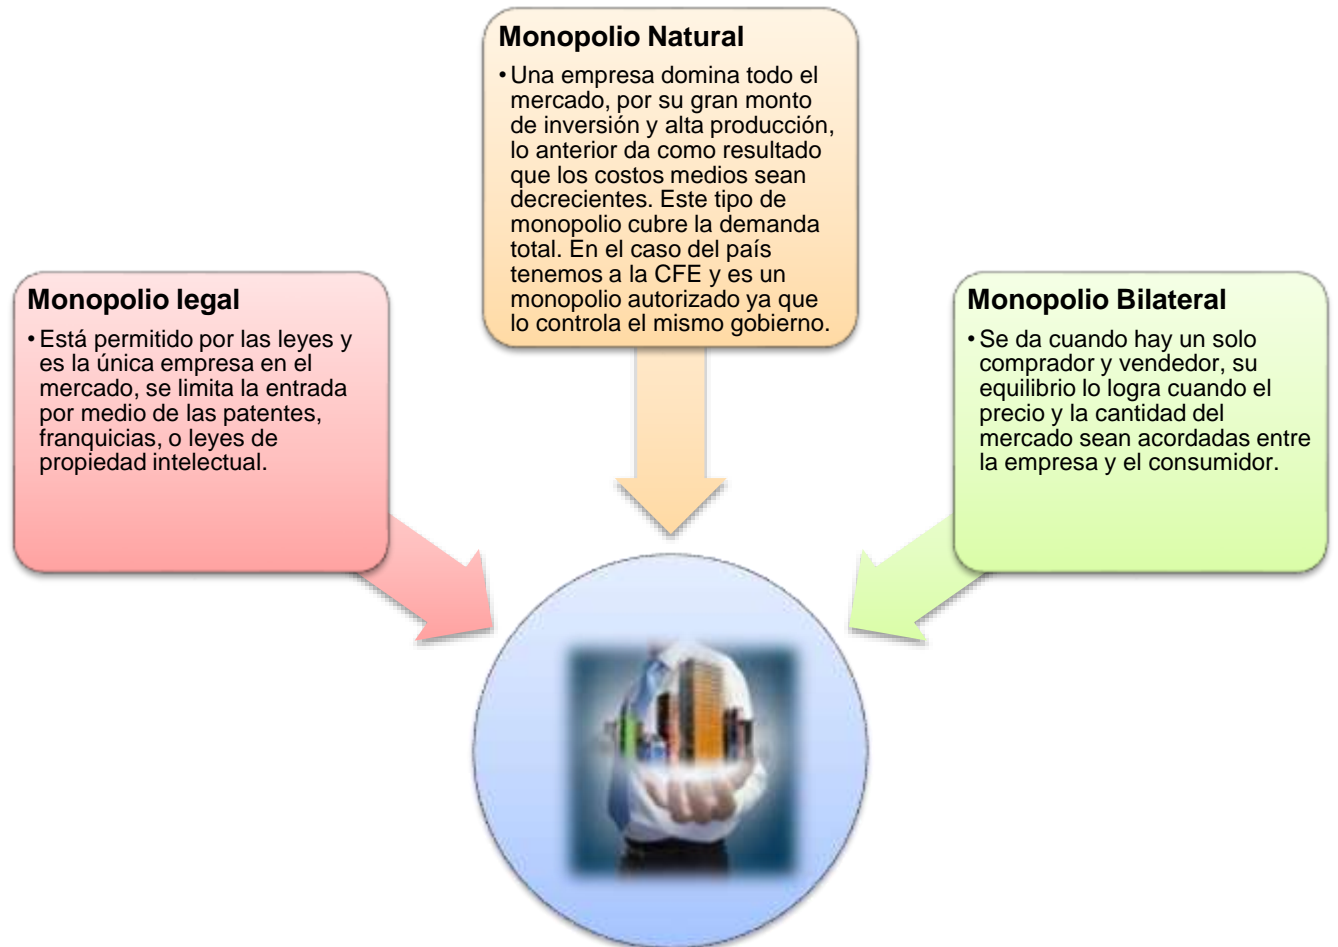 Monopolio Natural
• Una empresa domina todo el
mercado, por su gran monto
de inversión y alta producción,
lo anterior da como resultado
que los costos medios sean
decrecientes. Este tipo de
monopolio cubre la demanda
total. En el caso del país
tenemos a la CFE y es un
monopolio autorizado ya que
lo controla el mismo gobierno.
Monopolio legal
• Está permitido por las leyes y
es la única empresa en el
mercado, se limita la entrada
por medio de las patentes,
franquicias, o leyes de
propiedad intelectual.
Monopolio Bilateral
• Se da cuando hay un solo
comprador y vendedor, su
equilibrio lo logra cuando el
precio y la cantidad del
mercado sean acordadas entre
la empresa y el consumidor.